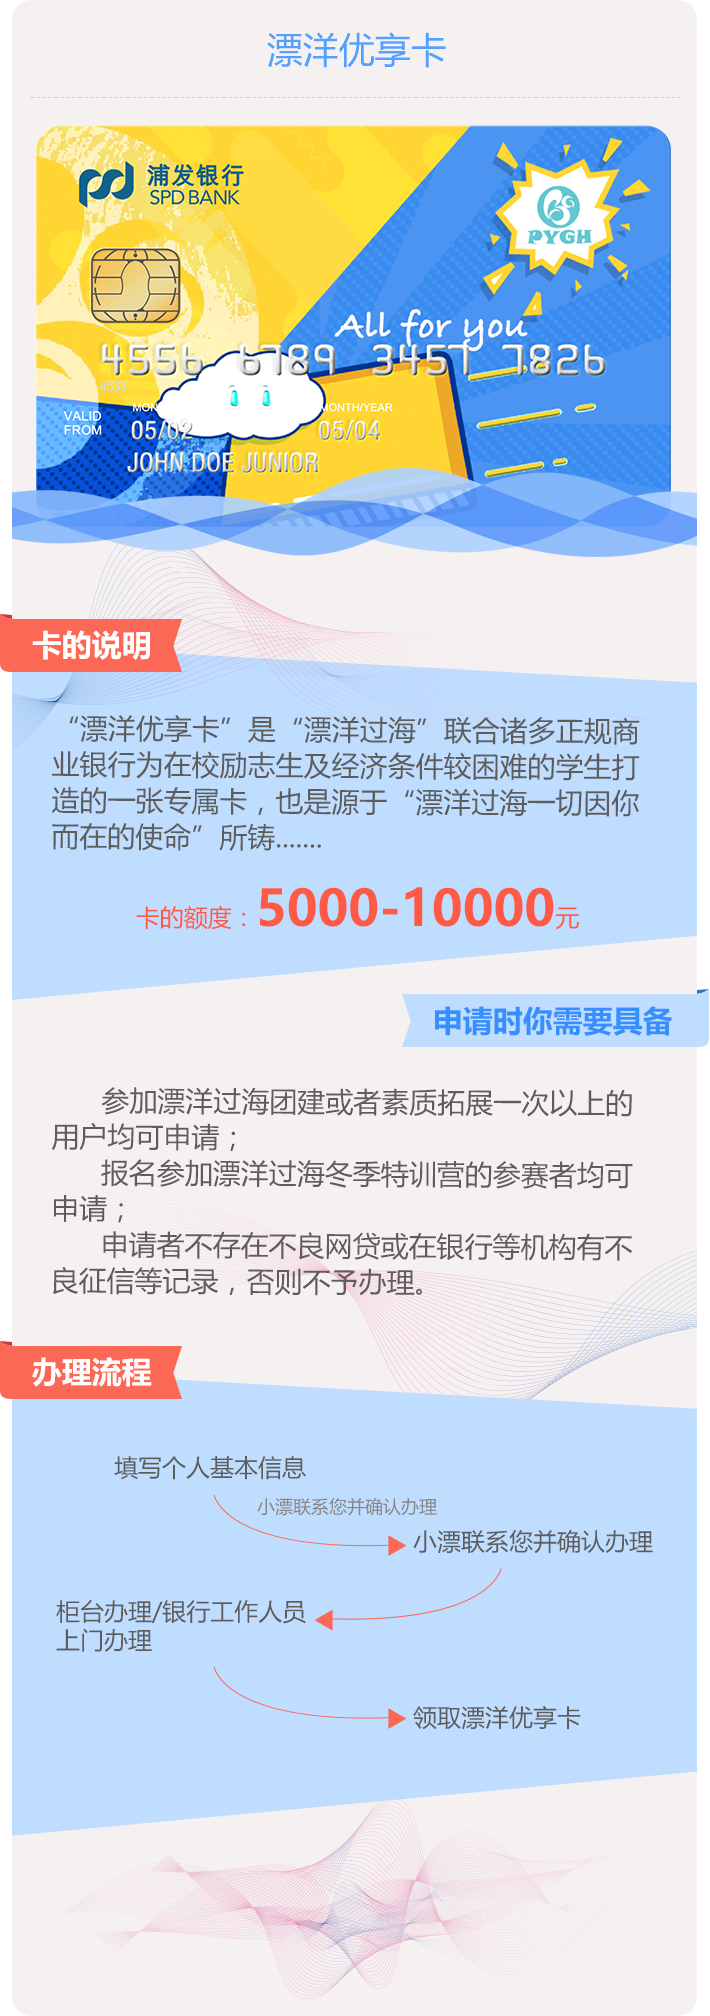 漂洋优享卡
浦发银行
SPD BANK
PYGH
All for you
4556 6789 3457 7826
4533
VALID
FROM
MONTH/YEAR
05/02
05/04
JOHN DOE JUNIOR
卡的说明
“漂洋优享卡”是“漂洋过海”联合诸多正规商
业银行为在校励志生及经济条件较困难的学生打
造的一张专属卡，也是源于“漂洋过海一切因你
而在的使命”所铸.......
卡的额度：5000-10000元
申请时你需要具备
参加漂洋过海团建或者素质拓展一次以上的
用户均可申请；
报名参加漂洋过海冬季特训营的参赛者均可
申请；
申请者不存在不良网贷或在银行等机构有不
良征信等记录，否则不予办理。
办理流程
填写个人基本信息
小漂联系您并确认办理
小漂联系您并确认办理
柜台办理/银行工作人员
上门办理
领取漂洋优享卡